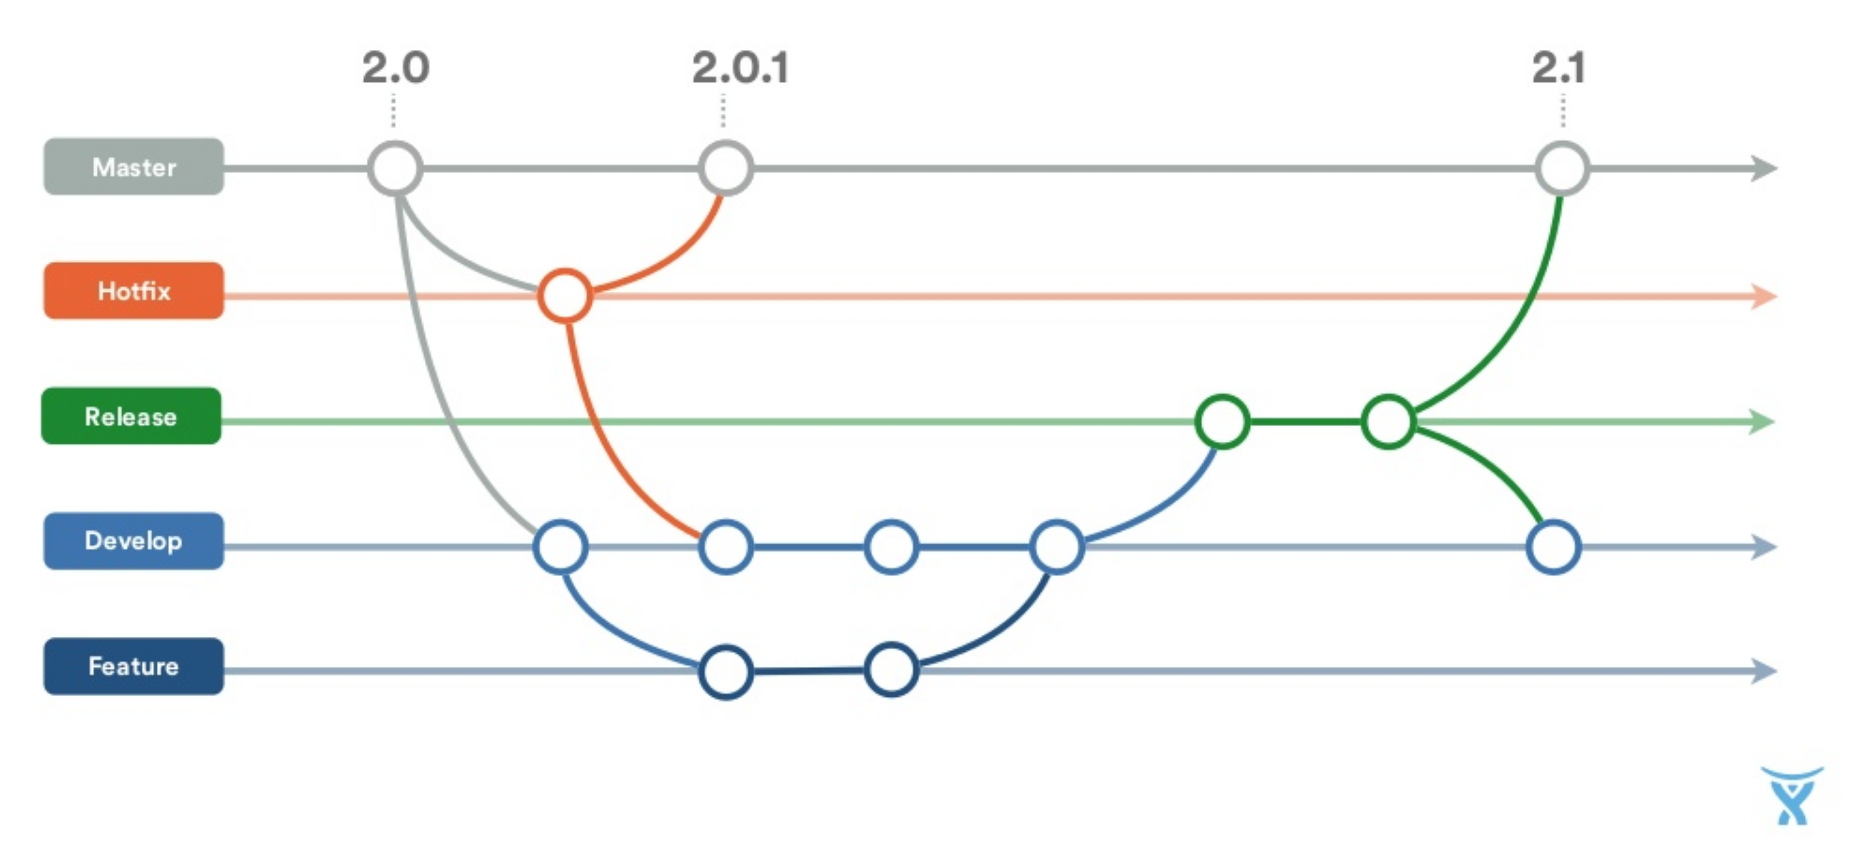 2.0
2.0.1
2.1
Master
Hotfix
Release
Develop
Feature